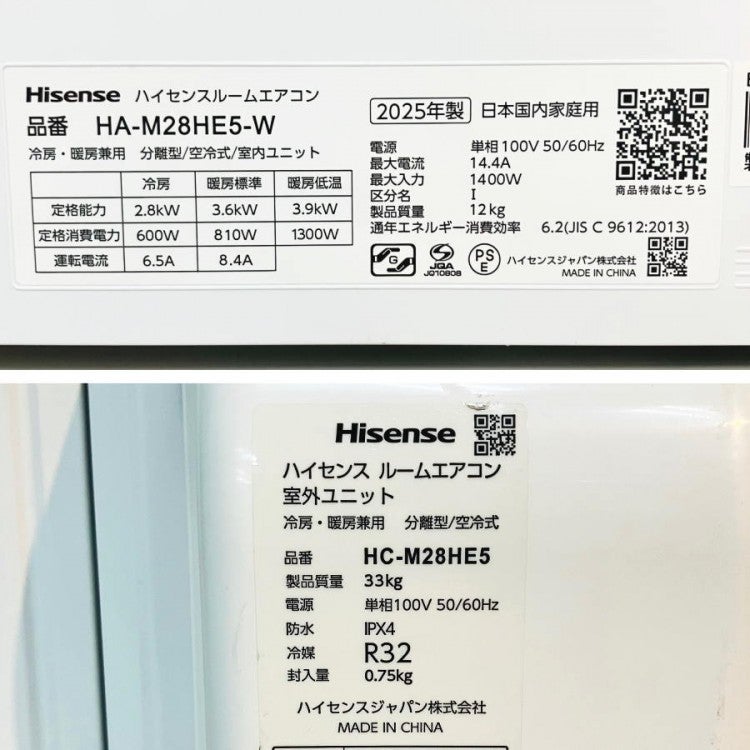 Hisense ハイセンスルームエアコン
品番 HA-M28HE5-W
冷房・暖房兼用 分離型/空冷式/室内ユニット
冷房 暖房標準 暖房低温
定格能力 2.8kW 3.6kW 3.9kW
定格消費電力 600W 810W 1300W
運転電流 6.5A 8.4A
2025年製 日本国内家庭用
電源 単相100V 50/60Hz
最大電流 14.4A
最大入力 1400W
区分名 I
製品質量 12kg
通年エネルギー消費効率 6.2(JIS C 9612:2013)
商品特徴はこちら
G JQA JQ1080B PSE ハイセンスジャパン株式会社
MADE IN CHINA
Hisense
ハイセンス ルームエアコン
室外ユニット
冷房・暖房兼用 分離型/空冷式
品番 HC-M28HE5
製品質量 33kg
電源 単相100V 50/60Hz
防水 IPX4
冷媒 R32
封入量 0.75kg
ハイセンスジャパン株式会社
MADE IN CHINA